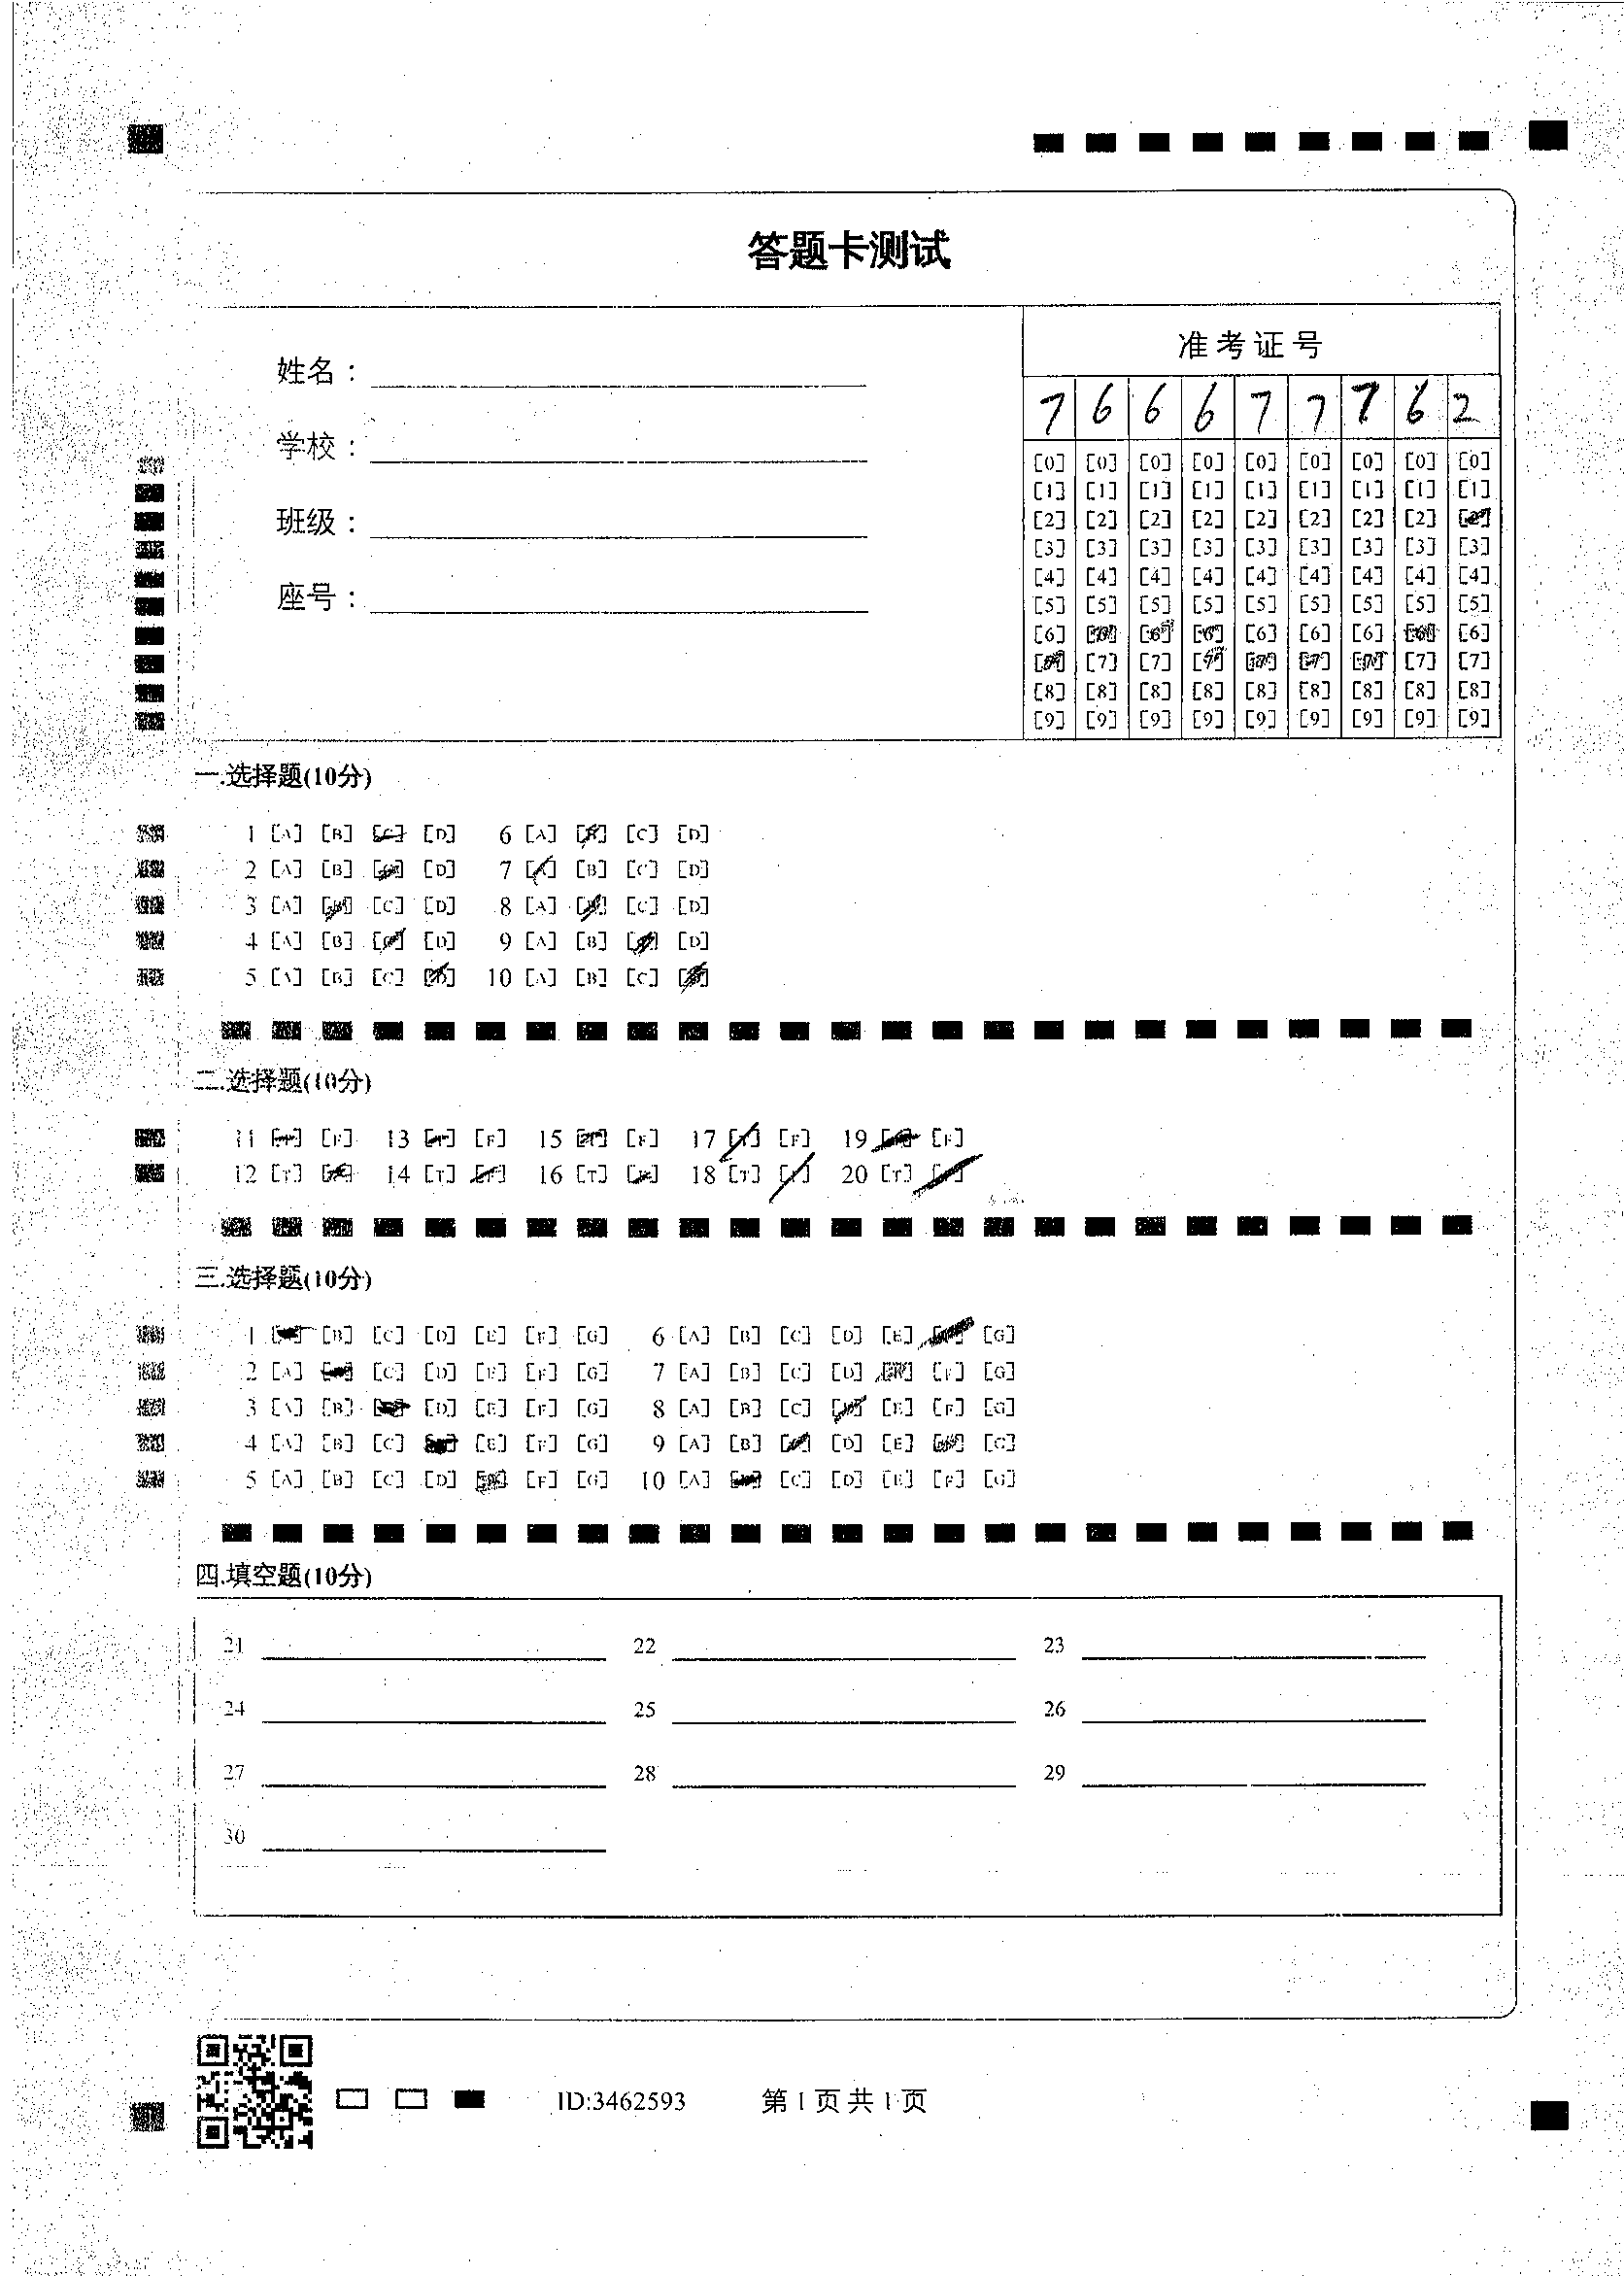 答题卡测试
姓名：
学校：
班级：
座号：
准考证号
7 6 6 6 7 7 7 6 2
[0] [0] [0] [0] [0] [0] [0] [0] [0]
[1] [1] [1] [1] [1] [1] [1] [1] [1]
[2] [2] [2] [2] [2] [2] [2] [2] [2]
[3] [3] [3] [3] [3] [3] [3] [3] [3]
[4] [4] [4] [4] [4] [4] [4] [4] [4]
[5] [5] [5] [5] [5] [5] [5] [5] [5]
[6] [6] [6] [6] [6] [6] [6] [6] [6]
[7] [7] [7] [7] [7] [7] [7] [7] [7]
[8] [8] [8] [8] [8] [8] [8] [8] [8]
[9] [9] [9] [9] [9] [9] [9] [9] [9]
一.选择题(10分)
1 [A] [B] [C] [D] 6 [A] [B] [C] [D]
2 [A] [B] [C] [D] 7 [A] [B] [C] [D]
3 [A] [B] [C] [D] 8 [A] [B] [C] [D]
4 [A] [B] [C] [D] 9 [A] [B] [C] [D]
5 [A] [B] [C] [D] 10 [A] [B] [C] [D]
二.选择题(10分)
11 [T] [F] 13 [T] [F] 15 [T] [F] 17 [T] [F] 19 [T] [F]
12 [T] [F] 14 [T] [F] 16 [T] [F] 18 [T] [F] 20 [T] [F]
三.选择题(10分)
1 [A] [B] [C] [D] [E] [F] [G] 6 [A] [B] [C] [D] [E] [F] [G]
2 [A] [B] [C] [D] [E] [F] [G] 7 [A] [B] [C] [D] [E] [F] [G]
3 [A] [B] [C] [D] [E] [F] [G] 8 [A] [B] [C] [D] [E] [F] [G]
4 [A] [B] [C] [D] [E] [F] [G] 9 [A] [B] [C] [D] [E] [F] [G]
5 [A] [B] [C] [D] [E] [F] [G] 10 [A] [B] [C] [D] [E] [F] [G]
四.填空题(10分)
21 22 23
24 25 26
27 28 29
30
ID:3462593 第1页共1页